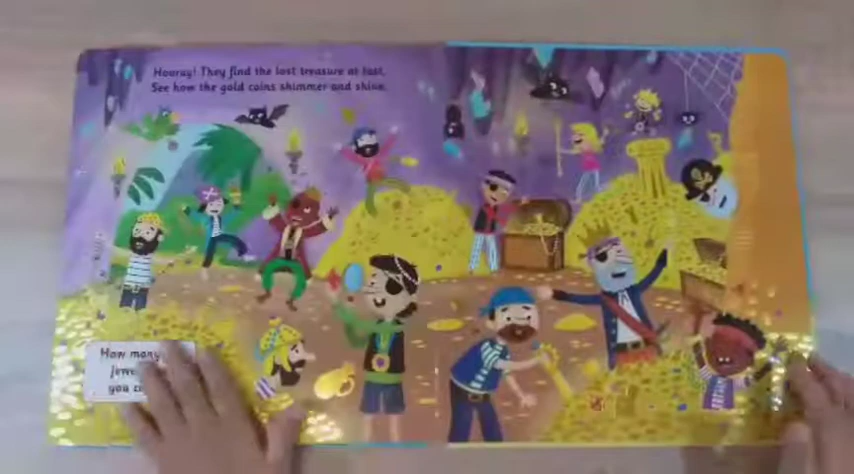 Hooray! They find the lost treasure at last,
See how the gold coins shimmer and shine.
How many
jewe
you c